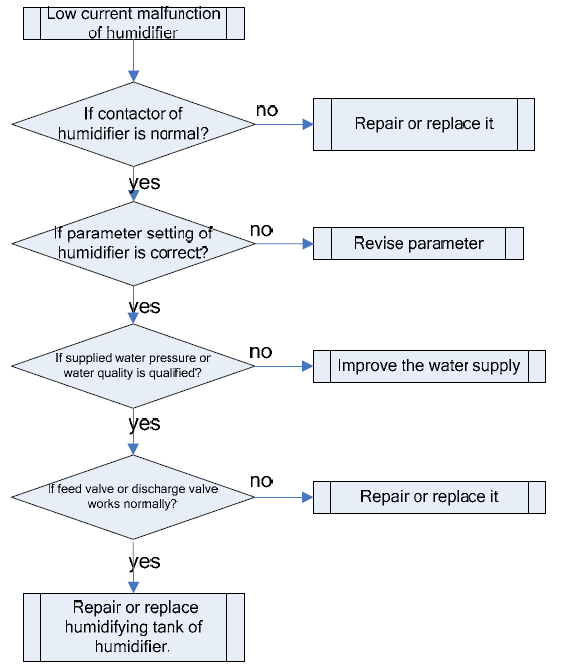 Low current malfunction
of humidifier
If contactor of
humidifier is normal?
no
Repair or replace it
yes
If parameter setting of
humidifier is correct?
no
Revise parameter
yes
If supplied water pressure or
water quality is qualified?
no
Improve the water supply
yes
If feed valve or discharge valve
works normally?
no
Repair or replace it
yes
Repair or replace
humidifying tank of
humidifier.